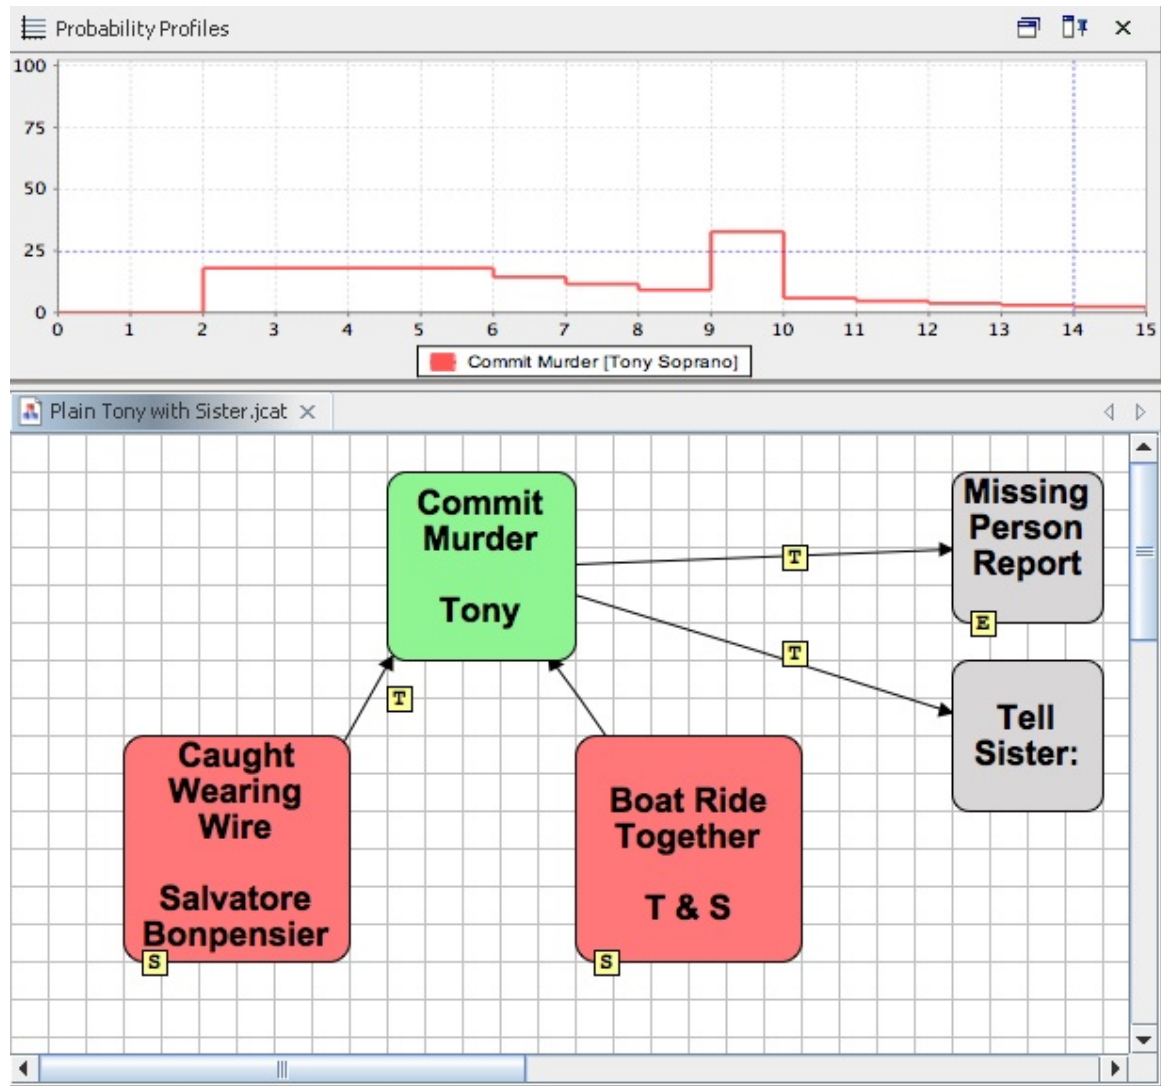 Probability Profiles
100
75
50
25
0
0 1 2 3 4 5 6 7 8 9 10 11 12 13 14 15
Commit Murder [Tony Soprano]
Plain Tony with Sister.jcat
Commit
Murder
Tony
Missing
Person
Report
E
T
T
T
Tell
Sister:
Caught
Wearing
Wire
Salvatore
Bonpensier
S
Boat Ride
Together
T & S
S